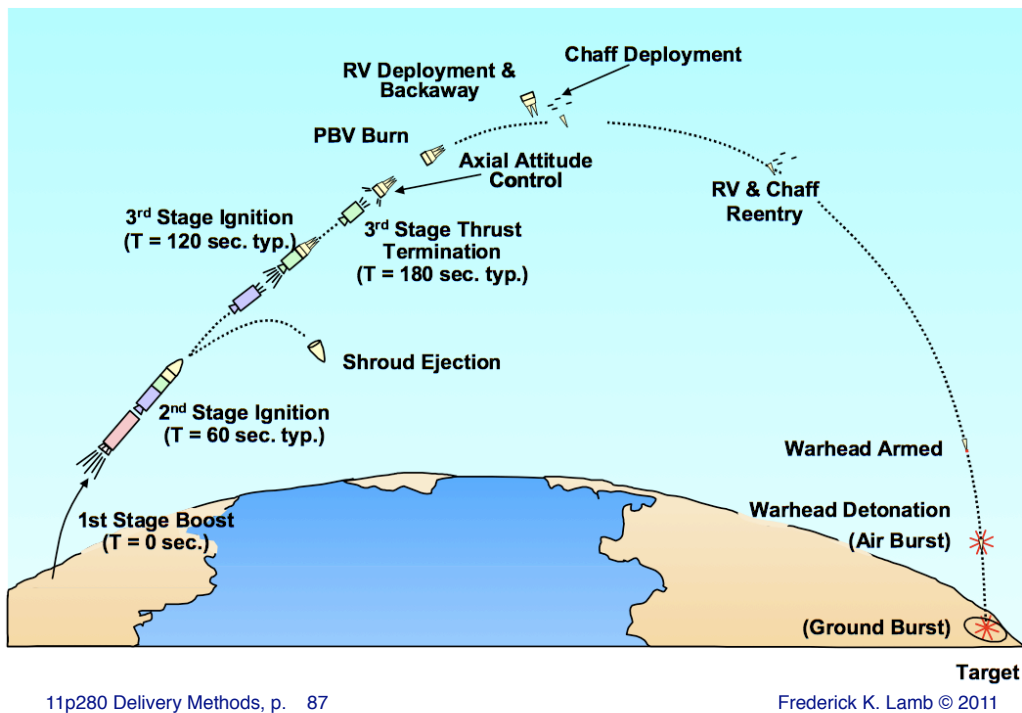 Chaff Deployment
RV Deployment &
Backaway
PBV Burn
Axial Attitude
Control
RV & Chaff
Reentry
3rd Stage Ignition
(T = 120 sec. typ.)
3rd Stage Thrust
Termination
(T = 180 sec. typ.)
Shroud Ejection
2nd Stage Ignition
(T = 60 sec. typ.)
Warhead Armed
1st Stage Boost
(T = 0 sec.)
Warhead Detonation
(Air Burst)
(Ground Burst)
Target
11p280 Delivery Methods, p. 87
Frederick K. Lamb © 2011